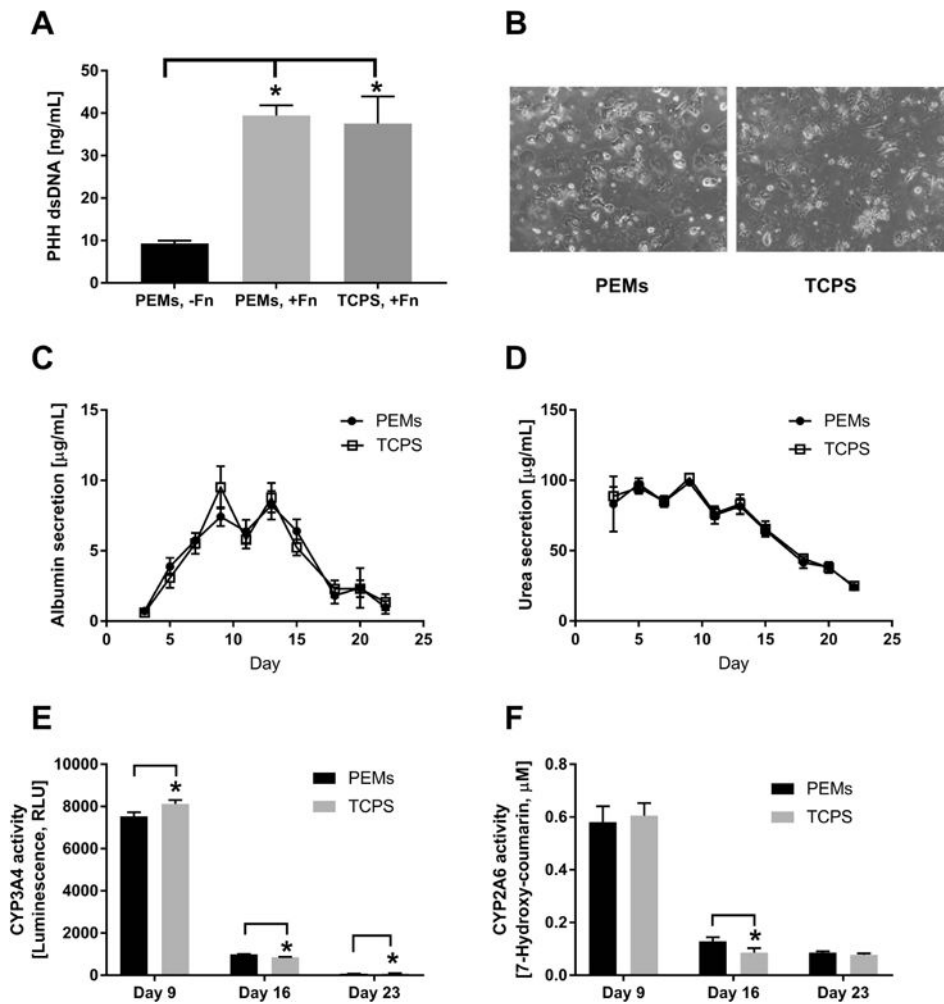 A
PHH dsDNA [ng/mL]
50
40
30
20
10
0
*
*
PEMs, -Fn
PEMs, +Fn
TCPS, +Fn
B
PEMs
TCPS
C
Albumin secretion [µg/mL]
15
10
5
0
PEMs
TCPS
0 5 10 15 20 25
Day
D
Urea secretion [µg/mL]
150
100
50
0
PEMs
TCPS
0 5 10 15 20 25
Day
E
CYP3A4 activity
[Luminescence, RLU]
10000
8000
6000
4000
2000
0
PEMs
TCPS
*
*
*
Day 9
Day 16
Day 23
F
CYP2A6 activity
[7-Hydroxy-coumarin, µM]
0.8
0.6
0.4
0.2
0.0
PEMs
TCPS
*
Day 9
Day 16
Day 23